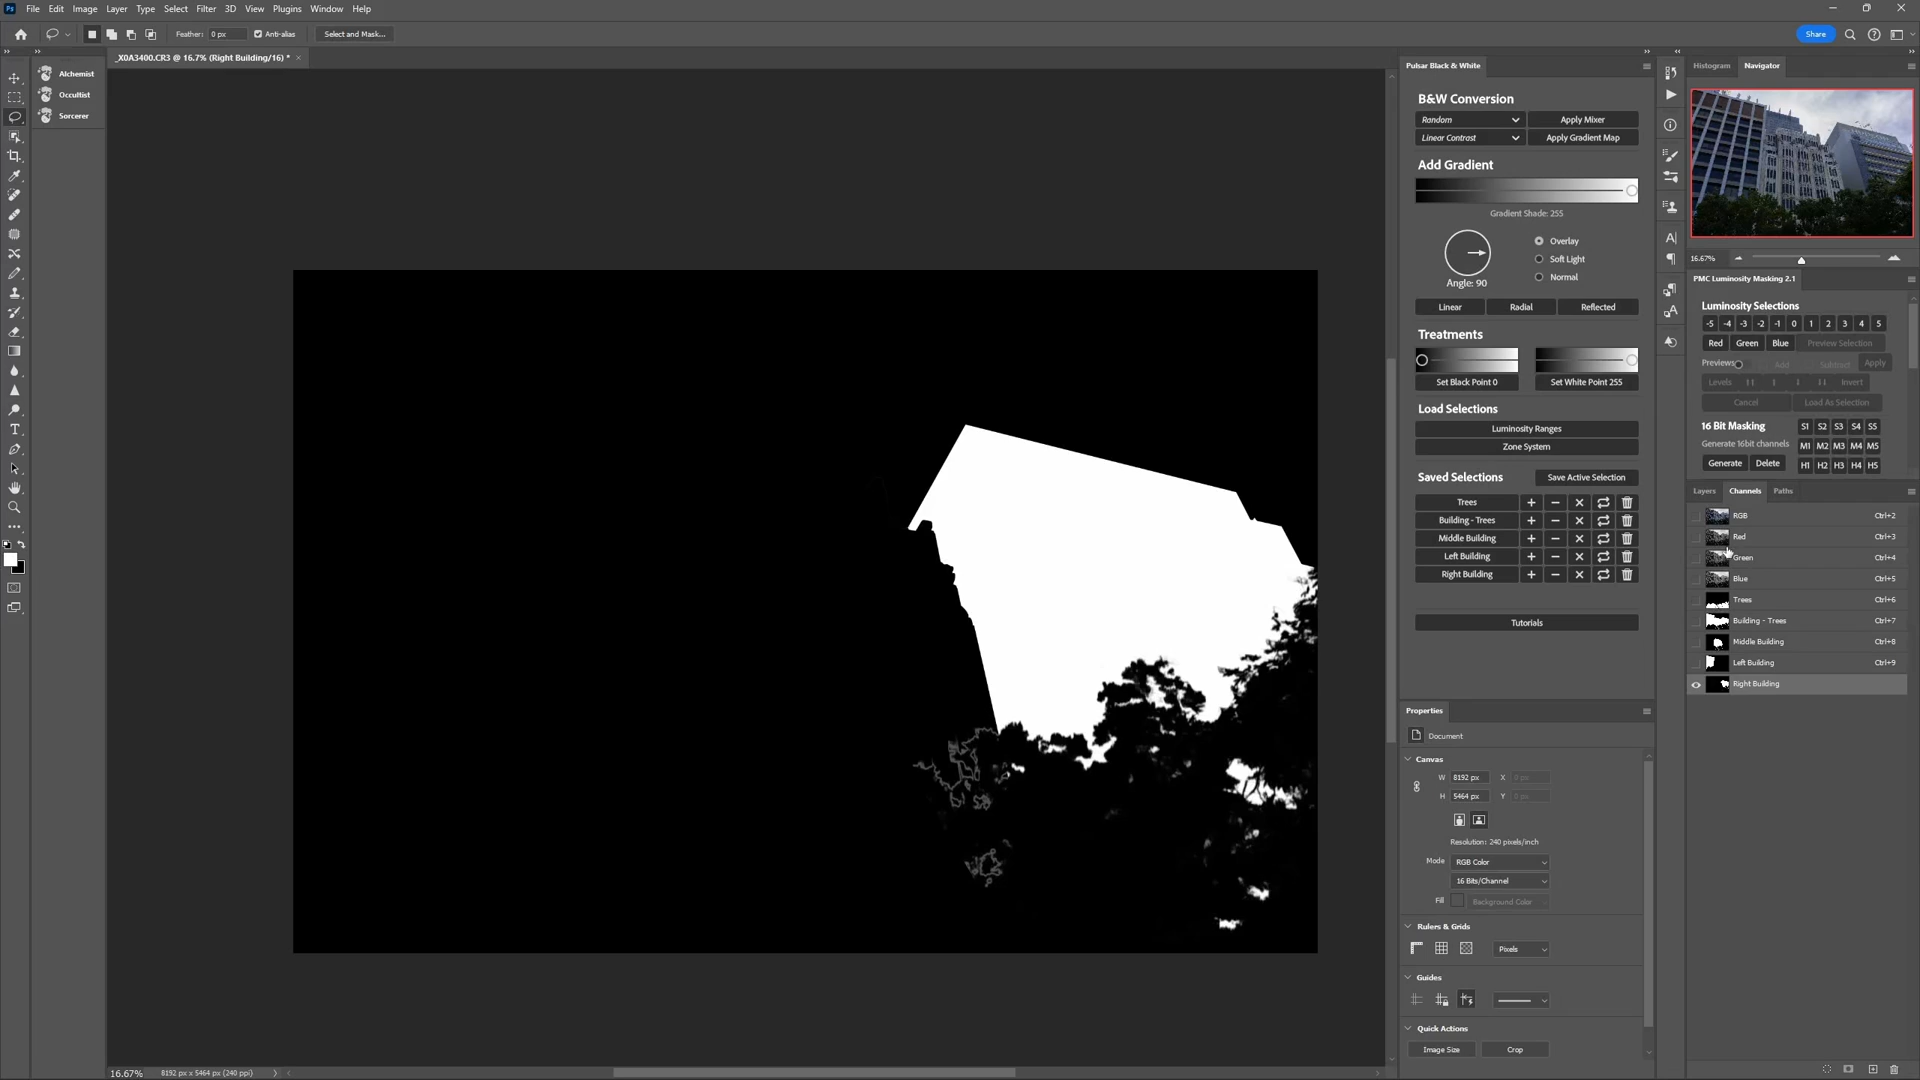 File Edit Image Layer Type Select Filter 3D View Plugins Window Help
Feather: 0 px Anti-alias Select and Mask... Share
_X0A3400.CR3 @ 16.7% (Right Building/16) *
Alchemist
Occultist
Sorcerer
Pulsar Black & White
B&W Conversion
Random Apply Mixer
Linear Contrast Apply Gradient Map
Add Gradient
Gradient Shade: 255
Overlay
Soft Light
Normal
Angle: 90
Linear Radial Reflected
Treatments
Set Black Point 0 Set White Point 255
Load Selections
Luminosity Ranges
Zone System
Saved Selections Save Active Selection
Trees
Building - Trees
Middle Building
Left Building
Right Building
Tutorials
Properties
Document
Canvas
W 8192 px X 0 px
H 5464 px Y 0 px
Resolution: 240 pixels/inch
Mode RGB Color
16 Bits/Channel
Fill Background Color
Rulers & Grids
Pixels
Guides
Quick Actions
Image Size Crop
Histogram Navigator
16.67%
PMC Luminosity Masking 2.1
Luminosity Selections
-5 -4 -3 -2 -1 0 1 2 3 4 5
Red Green Blue Preview Selection
Previews Add Subtract Apply
Levels Invert
Cancel Load As Selection
16 Bit Masking S1 S2 S3 S4 S5
Generate 16bit channels M1 M2 M3 M4 M5
Generate Delete H1 H2 H3 H4 H5
Layers Channels Paths
RGB Ctrl+2
Red Ctrl+3
Green Ctrl+4
Blue Ctrl+5
Trees Ctrl+6
Building - Trees Ctrl+7
Middle Building Ctrl+8
Left Building Ctrl+9
Right Building
16.67% 8192 px x 5464 px (240 ppi)